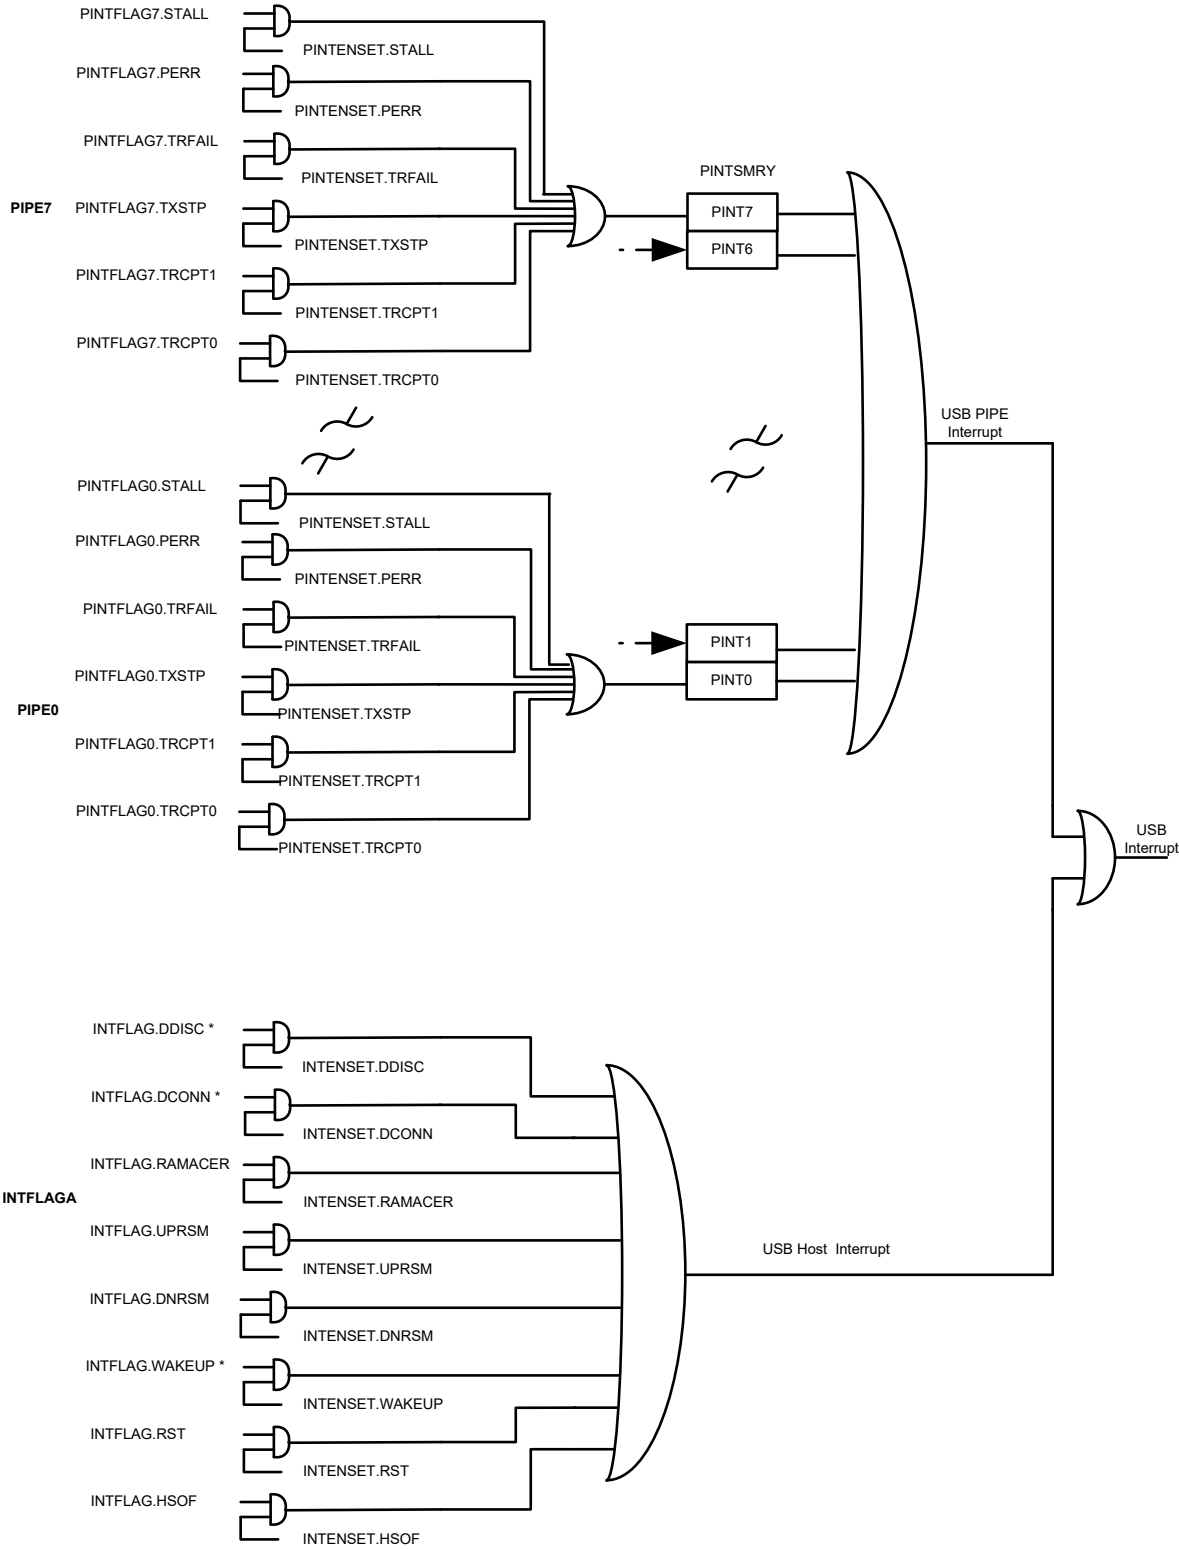 PINTFLAG7.STALL
PINTENSET.STALL
PINTFLAG7.PERR
PINTENSET.PERR
PINTFLAG7.TRFAIL
PINTENSET.TRFAIL
PIPE7
PINTFLAG7.TXSTP
PINTENSET.TXSTP
PINTFLAG7.TRCPT1
PINTENSET.TRCPT1
PINTFLAG7.TRCPT0
PINTENSET.TRCPT0
PINTSMRY
PINT7
PINT6
USB PIPE
Interrupt
PINTFLAG0.STALL
PINTENSET.STALL
PINTFLAG0.PERR
PINTENSET.PERR
PINTFLAG0.TRFAIL
PINTENSET.TRFAIL
PINTFLAG0.TXSTP
PINTENSET.TXSTP
PIPE0
PINTFLAG0.TRCPT1
PINTENSET.TRCPT1
PINTFLAG0.TRCPT0
PINTENSET.TRCPT0
PINT1
PINT0
USB
Interrupt
INTFLAG.DDISC *
INTENSET.DDISC
INTFLAG.DCONN *
INTENSET.DCONN
INTFLAG.RAMACER
INTENSET.RAMACER
INTFLAGA
INTFLAG.UPRSM
INTENSET.UPRSM
USB Host Interrupt
INTFLAG.DNRSM
INTENSET.DNRSM
INTFLAG.WAKEUP *
INTENSET.WAKEUP
INTFLAG.RST
INTENSET.RST
INTFLAG.HSOF
INTENSET.HSOF